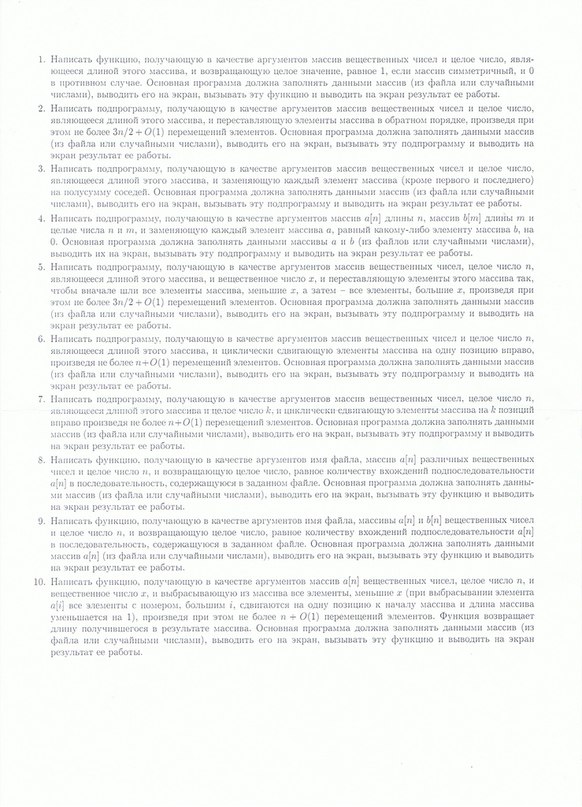 1. Написать функцию, получающую в качестве аргументов массив вещественных чисел и целое число, явля-
ющееся длиной этого массива, и возвращающую целое значение, равное 1, если массив симметричный, и 0
в противном случае. Основная программа должна заполнять данными массив (из файла или случайными
числами), выводить его на экран, вызывать эту функцию и выводить на экран результат ее работы.
2. Написать подпрограмму, получающую в качестве аргументов массив вещественных чисел и целое число,
являющееся длиной этого массива, и переставляющую элементы массива в обратном порядке, произведя при
этом не более 3n/2 + O(1) перемещений элементов. Основная программа должна заполнять данными массив
(из файла или случайными числами), выводить его на экран, вызывать эту подпрограмму и выводить на
экран результат ее работы.
3. Написать подпрограмму, получающую в качестве аргументов массив вещественных чисел и целое число,
являющееся длиной этого массива, и заменяющую каждый элемент массива (кроме первого и последнего)
на полусумму соседей. Основная программа должна заполнять данными массив (из файла или случайными
числами), выводить его на экран, вызывать эту подпрограмму и выводить на экран результат ее работы.
4. Написать подпрограмму, получающую в качестве аргументов массив a[n] длины n, массив b[m] длины m и
целые числа n и m, и заменяющую каждый элемент массива a, равный какому-либо элементу массива b, на
0. Основная программа должна заполнять данными массивы a и b (из файлов или случайными числами),
выводить их на экран, вызывать эту подпрограмму и выводить на экран результат ее работы.
5. Написать подпрограмму, получающую в качестве аргументов массив вещественных чисел, целое число n,
являющееся длиной этого массива, и вещественное число x, и переставляющую элементы этого массива так,
чтобы вначале шли все элементы массива, меньшие x, а затем – все элементы, большие x, произведя при
этом не более 3n/2 + O(1) перемещений элементов. Основная программа должна заполнять данными массив
(из файла или случайными числами), выводить его на экран, вызывать эту подпрограмму и выводить на
экран результат ее работы.
6. Написать подпрограмму, получающую в качестве аргументов массив вещественных чисел и целое число n,
являющееся длиной этого массива, и циклически сдвигающую элементы массива на одну позицию вправо,
произведя не более n+O(1) перемещений элементов. Основная программа должна заполнять данными массив
(из файла или случайными числами), выводить его на экран, вызывать эту подпрограмму и выводить на
экран результат ее работы.
7. Написать подпрограмму, получающую в качестве аргументов массив вещественных чисел, целое число n,
являющееся длиной этого массива и целое число k, и циклически сдвигающую элементы массива на k позиций
вправо произведя не более n+O(1) перемещений элементов. Основная программа должна заполнять данными
массив (из файла или случайными числами), выводить его на экран, вызывать эту подпрограмму и выводить
на экран результат ее работы.
8. Написать функцию, получающую в качестве аргументов имя файла, массив a[n] различных вещественных
чисел и целое число n, и возвращающую целое число, равное количеству вхождений подпоследовательности
a[n] в последовательность, содержащуюся в заданном файле. Основная программа должна заполнять данны-
ми массив (из файла или случайными числами), выводить его на экран, вызывать эту функцию и выводить
на экран результат ее работы.
9. Написать функцию, получающую в качестве аргументов имя файла, массивы a[n] и b[n] вещественных чисел
и целое число n, и возвращающую целое число, равное количеству вхождений подпоследовательности a[n]
в последовательность, содержащуюся в заданном файле. Основная программа должна заполнять данными
массив a[n] (из файла или случайными числами), выводить его на экран, вызывать эту функцию и выводить
на экран результат ее работы.
10. Написать функцию, получающую в качестве аргументов массив a[n] вещественных чисел, целое число n, и
вещественное число x, и выбрасывающую из массива все элементы, меньшие x (при выбрасывании элемента
a[i] все элементы с номером, большим i, сдвигаются на одну позицию к началу массива и длина массива
уменьшается на 1), произведя при этом не более n + O(1) перемещений элементов. Функция возвращает
длину получившегося в результате массива. Основная программа должна заполнять данными массив (из
файла или случайными числами), выводить его на экран, вызывать эту функцию и выводить на экран
результат ее работы.